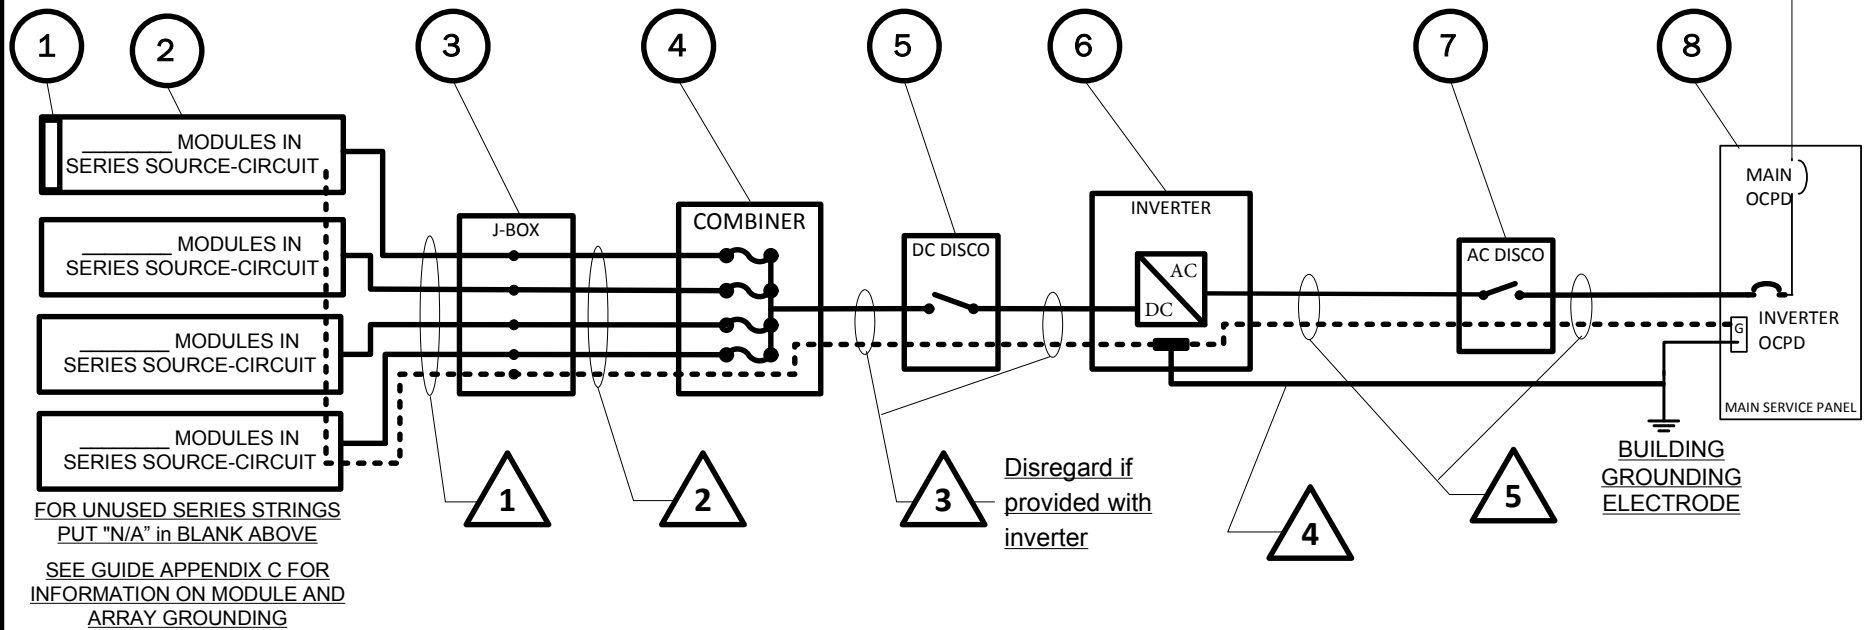 1
2
3
4
5
6
7
8
________ MODULES IN
SERIES SOURCE-CIRCUIT
________ MODULES IN
SERIES SOURCE-CIRCUIT
________ MODULES IN
SERIES SOURCE-CIRCUIT
________ MODULES IN
SERIES SOURCE-CIRCUIT
FOR UNUSED SERIES STRINGS
PUT "N/A” in BLANK ABOVE
SEE GUIDE APPENDIX C FOR
INFORMATION ON MODULE AND
ARRAY GROUNDING
J-BOX
COMBINER
DC DISCO
INVERTER
AC
DC
AC DISCO
MAIN
OCPD
G
INVERTER
OCPD
MAIN SERVICE PANEL
BUILDING
GROUNDING
ELECTRODE
1
2
3
Disregard if
provided with
inverter
4
5